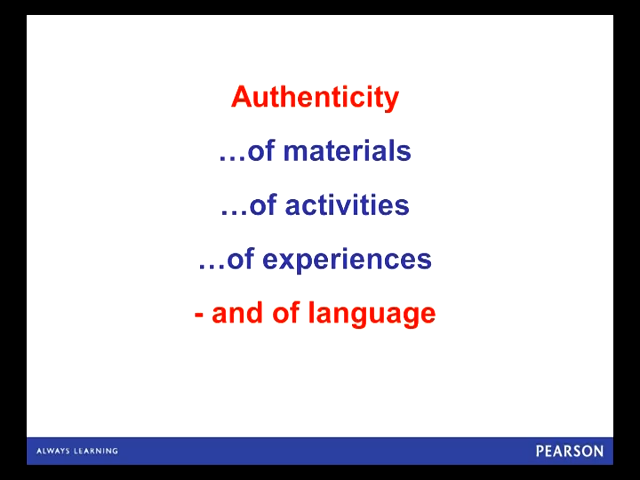 Authenticity
…of materials
…of activities
…of experiences
- and of language
ALWAYS LEARNING
PEARSON